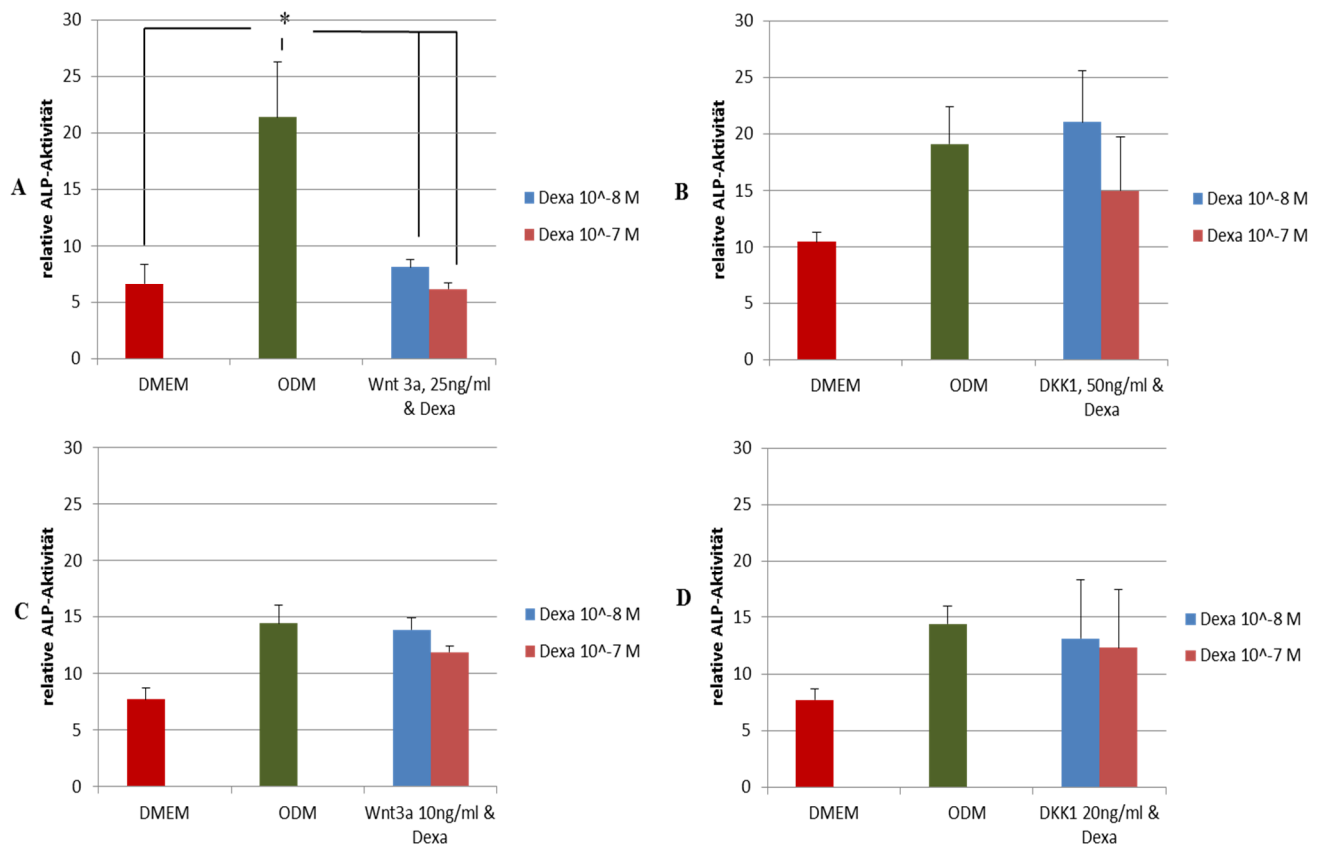 A
relative ALP-Aktivität
30
25
20
15
10
5
0
*
DMEM
ODM
Wnt 3a, 25ng/ml
& Dexa
Dexa 10^-8 M
Dexa 10^-7 M
B
relaitve ALP-Aktivität
30
25
20
15
10
5
0
DMEM
ODM
DKK1, 50ng/ml &
Dexa
Dexa 10^-8 M
Dexa 10^-7 M
C
relative ALP-Aktivität
30
25
20
15
10
5
0
DMEM
ODM
Wnt3a 10ng/ml &
Dexa
Dexa 10^-8 M
Dexa 10^-7 M
D
relative ALP-Aktivität
30
25
20
15
10
5
0
DMEM
ODM
DKK1 20ng/ml &
Dexa
Dexa 10^-8 M
Dexa 10^-7 M